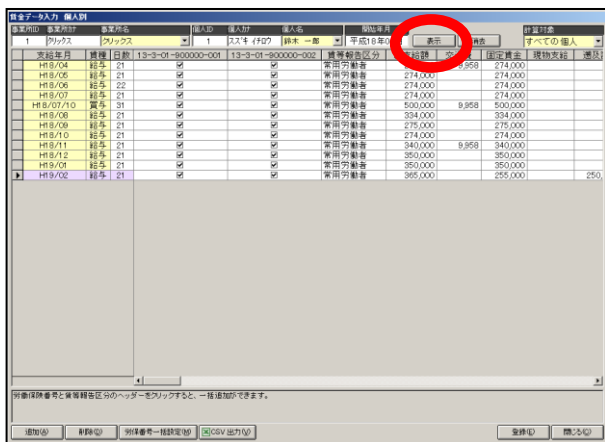 賃金データ入力 個人別
事業所ID 事業所ｶﾅ 事業所名 個人ID 個人ｶﾅ 個人名 開始年月 計算対象
1 クリックス クリックス 1 スズキ イチロウ 鈴木 一郎 平成18年0 表示 消去 すべての個人
支給年月 賃種 日数 13-3-01-900000-001 13-3-01-900000-002 賃等報告区分 支給額 交 固定賃金 現物支給 遡及
H18/04 給与 21 常用労働者 9,958 274,000
H18/05 給与 21 常用労働者 274,000 274,000
H18/06 給与 22 常用労働者 274,000 274,000
H18/07 給与 21 常用労働者 274,000 274,000
H18/07/10 賞与 31 常用労働者 500,000 9,958 500,000
H18/08 給与 21 常用労働者 334,000 334,000
H18/09 給与 21 常用労働者 275,000 275,000
H18/10 給与 21 常用労働者 274,000 274,000
H18/11 給与 21 常用労働者 340,000 9,958 340,000
H18/12 給与 21 常用労働者 350,000 350,000
H19/01 給与 21 常用労働者 350,000 350,000
H19/02 給与 21 常用労働者 365,000 255,000 250,
労働保険番号と賃等報告区分のヘッダーをクリックすると、一括追加ができます。
追加(A) 削除(D) 労保番号一括設定(M) CSV出力(V) 登録(E) 閉じる(C)